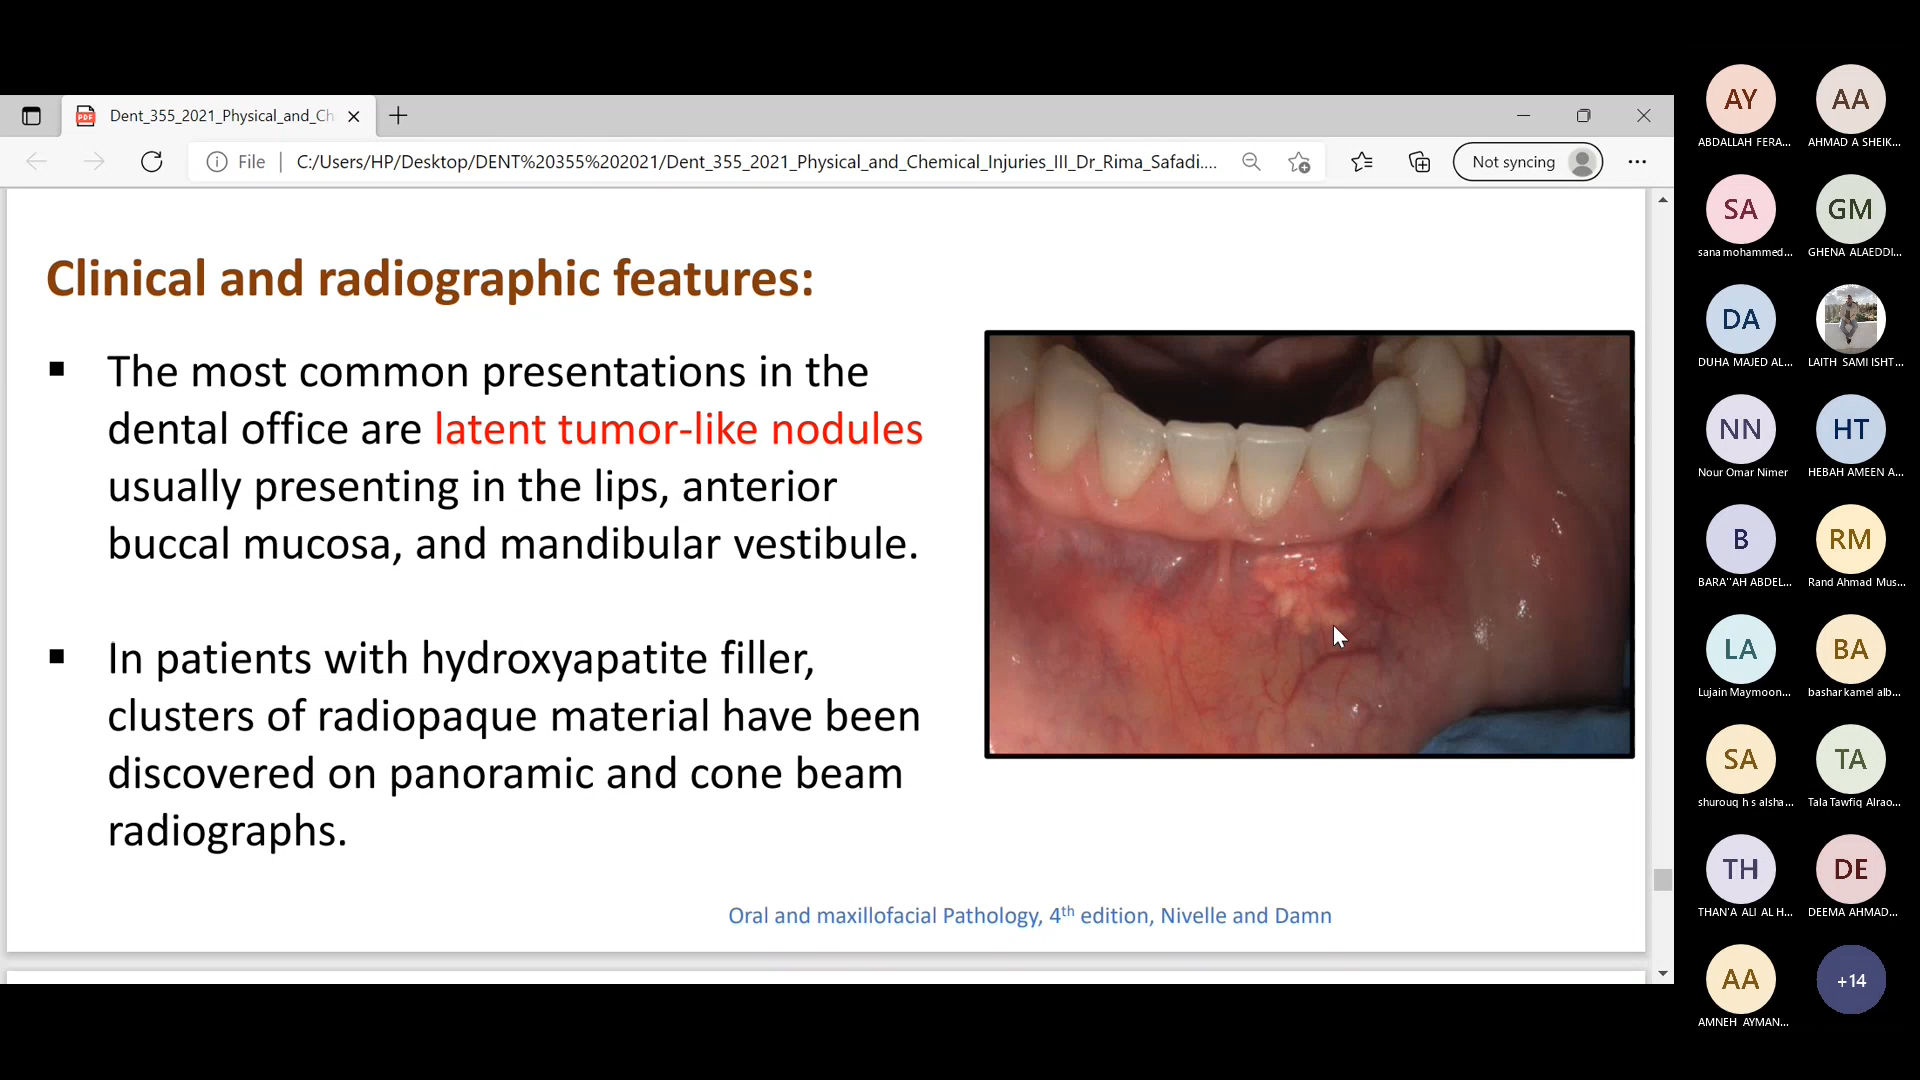 Dent_355_2021_Physical_and_Ch
File
C:/Users/HP/Desktop/DENT%20355%202021/Dent_355_2021_Physical_and_Chemical_Injuries_III_Dr_Rima_Safadi....
Not syncing
Clinical and radiographic features:
▪ The most common presentations in the
dental office are latent tumor-like nodules
usually presenting in the lips, anterior
buccal mucosa, and mandibular vestibule.
▪ In patients with hydroxyapatite filler,
clusters of radiopaque material have been
discovered on panoramic and cone beam
radiographs.
Oral and maxillofacial Pathology, 4th edition, Nivelle and Damn
AY AA
ABDALLAH FERA... AHMAD A SHEIK...
SA GM
sana mohammed... GHENA ALAEDDI...
DA
DUHA MAJED AL... LAITH SAMI ISHT...
NN HT
Nour Omar Nimer HEBAH AMEEN A...
B RM
BARA''AH ABDEL... Rand Ahmad Mus...
LA BA
Lujain Maymoon... bashar kamel alb...
SA TA
shurouq h s alsha... Tala Tawfiq Alrao...
TH DE
THAN'A ALI AL H... DEEMA AHMAD...
AA +14
AMNEH AYMAN...